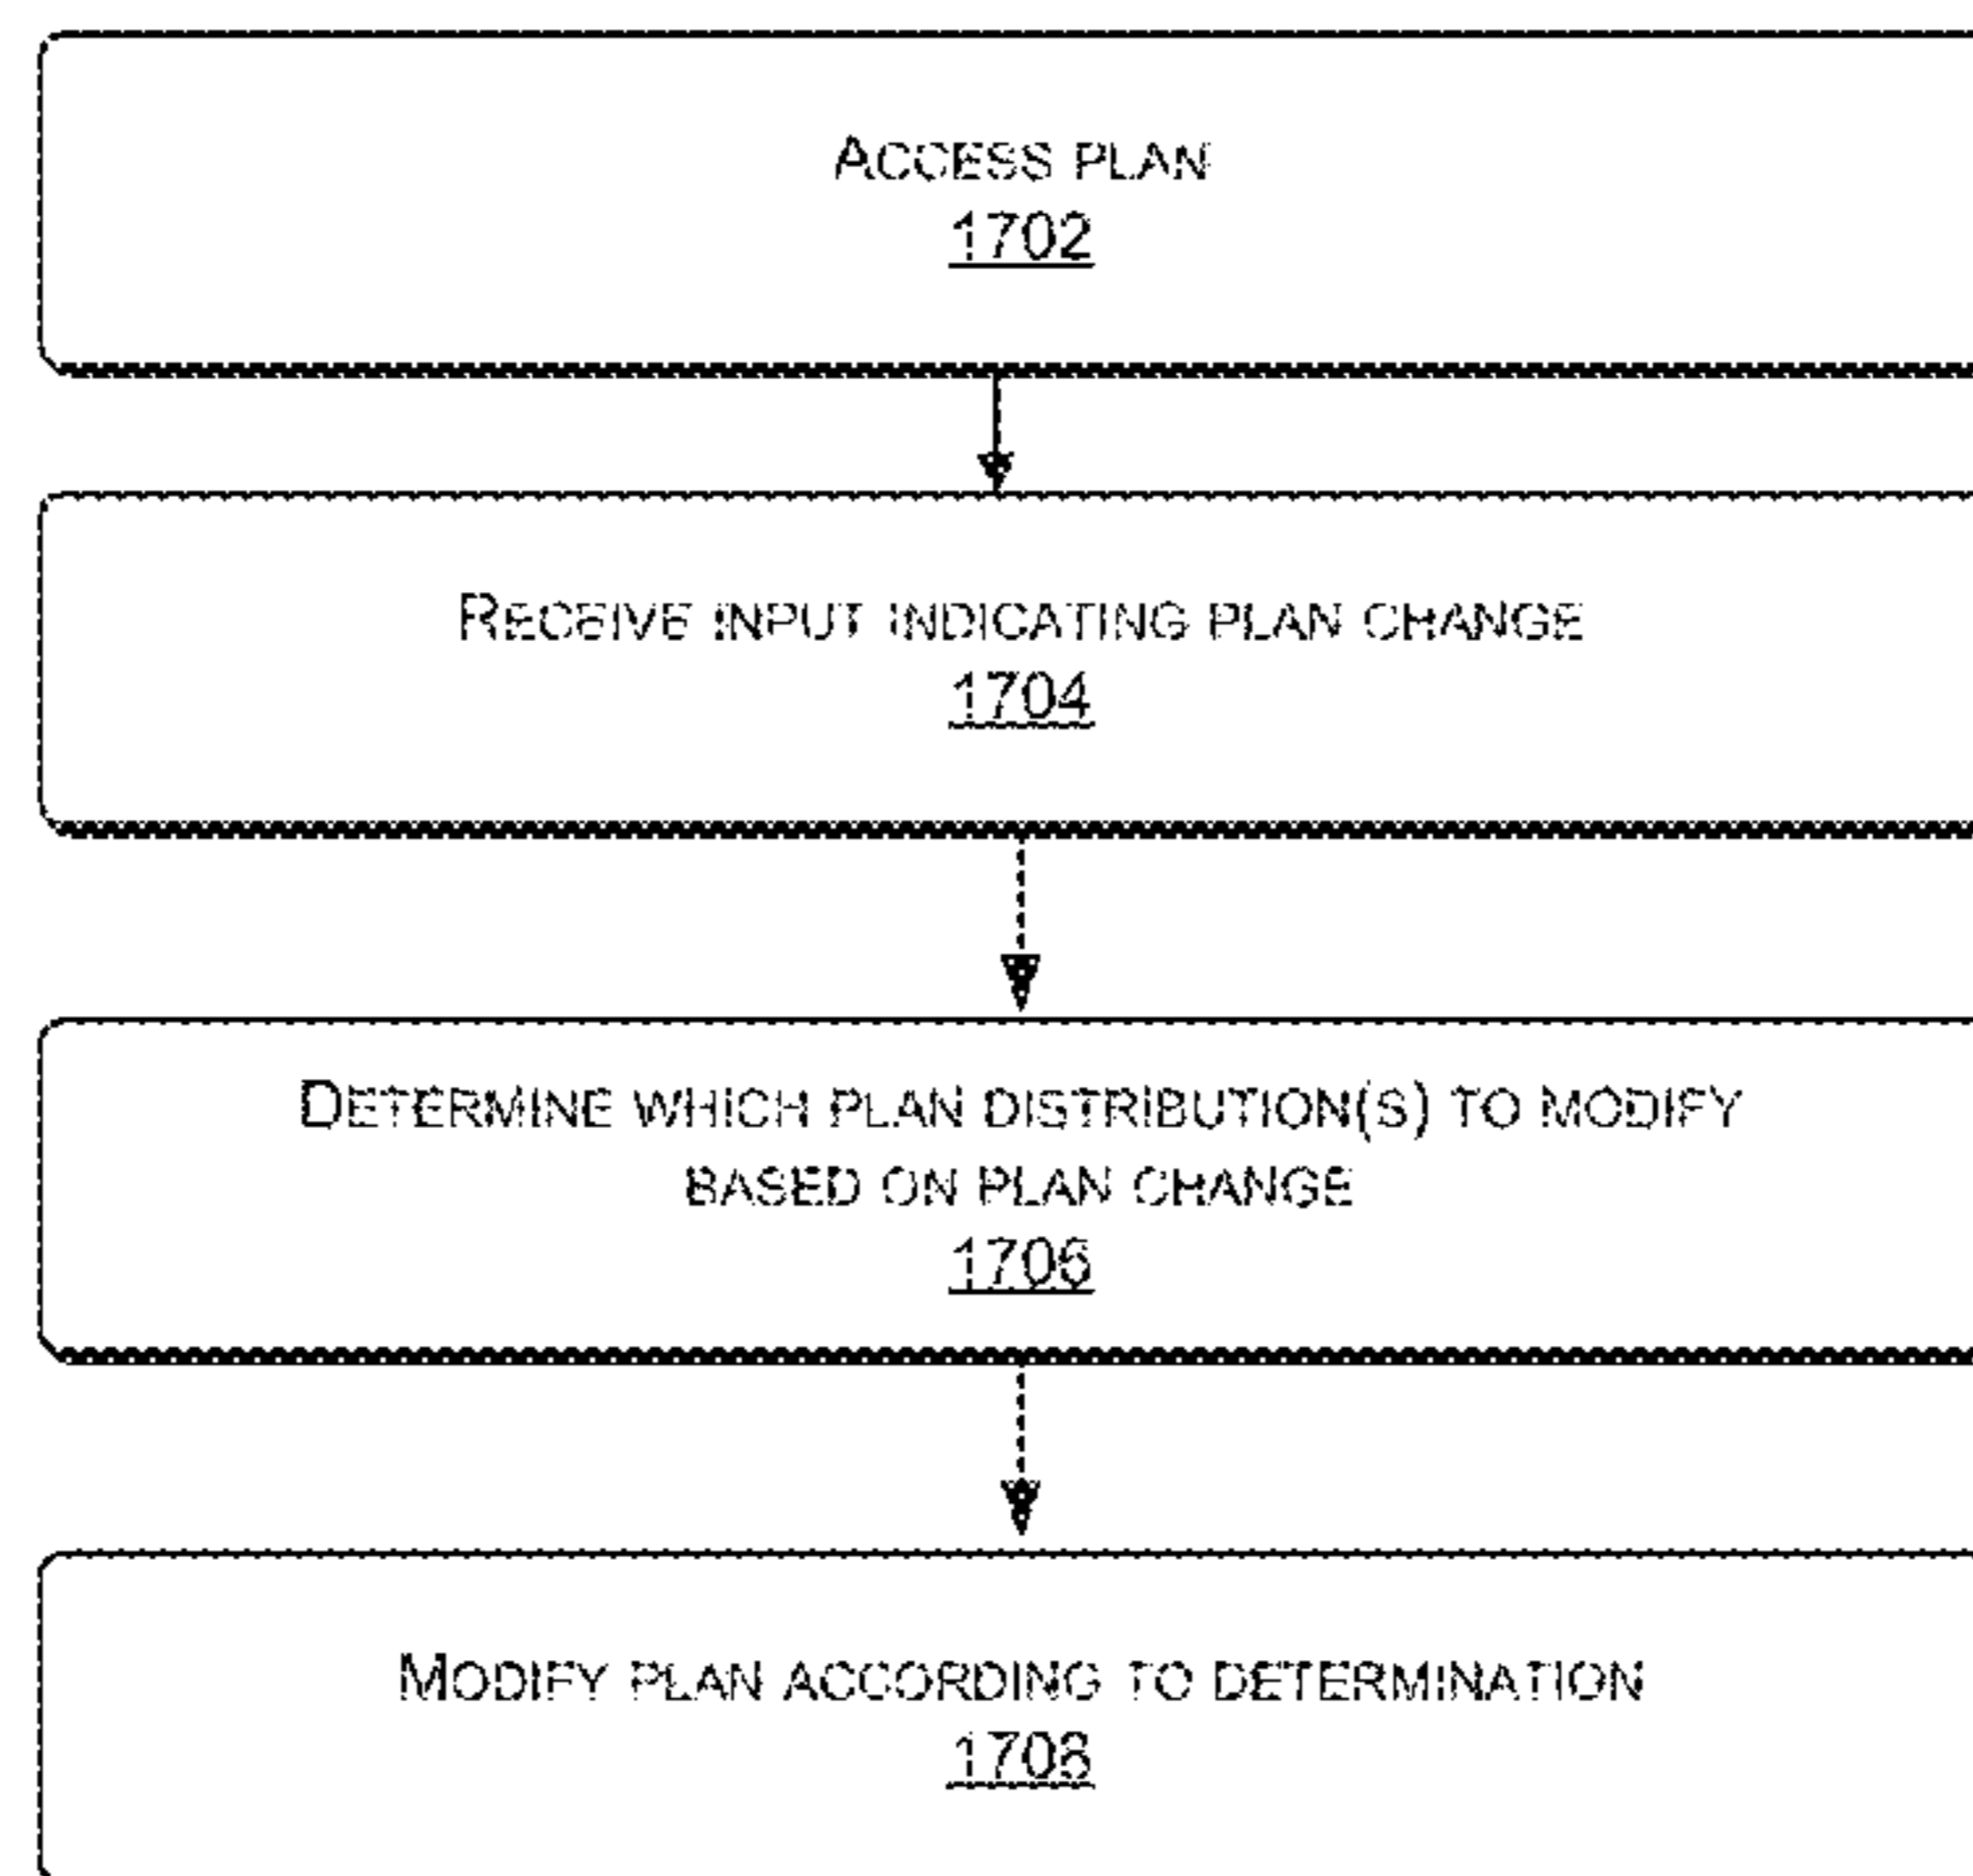 ACCESS PLAN
1702
RECEIVE INPUT INDICATING PLAN CHANGE
1704
DETERMINE WHICH PLAN DISTRIBUTION(S) TO MODIFY
BASED ON PLAN CHANGE
1706
MODIFY PLAN ACCORDING TO DETERMINATION
1708